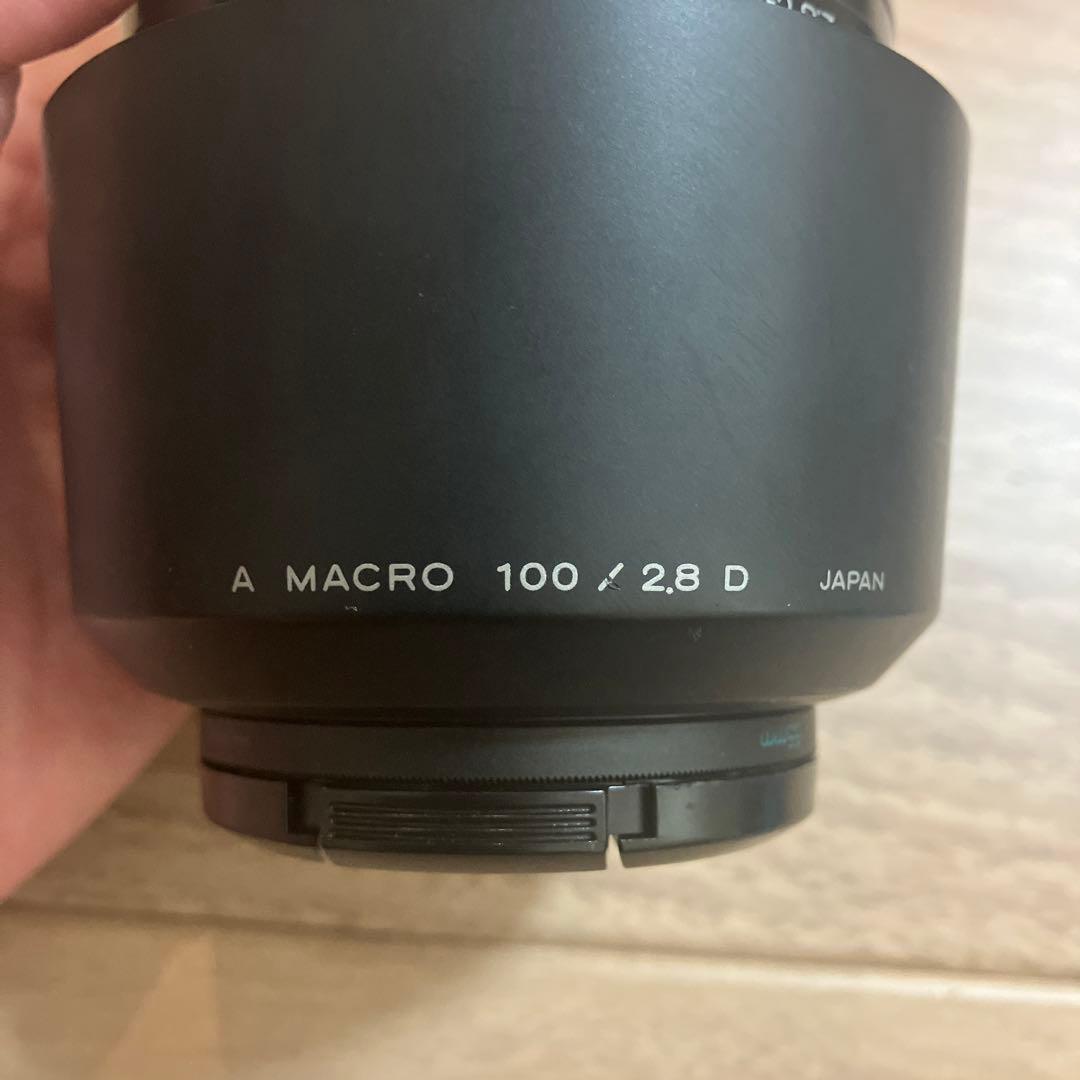 A MACRO 100 / 2.8 D JAPAN